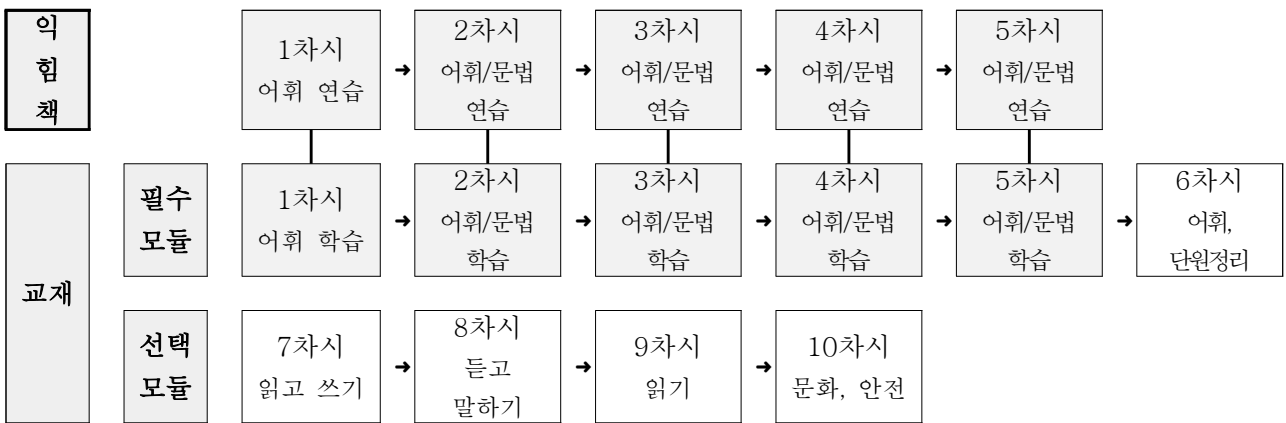 익
힘
책
1차시
어휘 연습
➜
2차시
어휘/문법
연습
➜
3차시
어휘/문법
연습
➜
4차시
어휘/문법
연습
➜
5차시
어휘/문법
연습
교재
필수
모듈
1차시
어휘 학습
➜
2차시
어휘/문법
학습
➜
3차시
어휘/문법
학습
➜
4차시
어휘/문법
학습
➜
5차시
어휘/문법
학습
➜
6차시
어휘,
단원정리
선택
모듈
7차시
읽고 쓰기
➜
8차시
듣고
말하기
➜
9차시
읽기
➜
10차시
문화, 안전